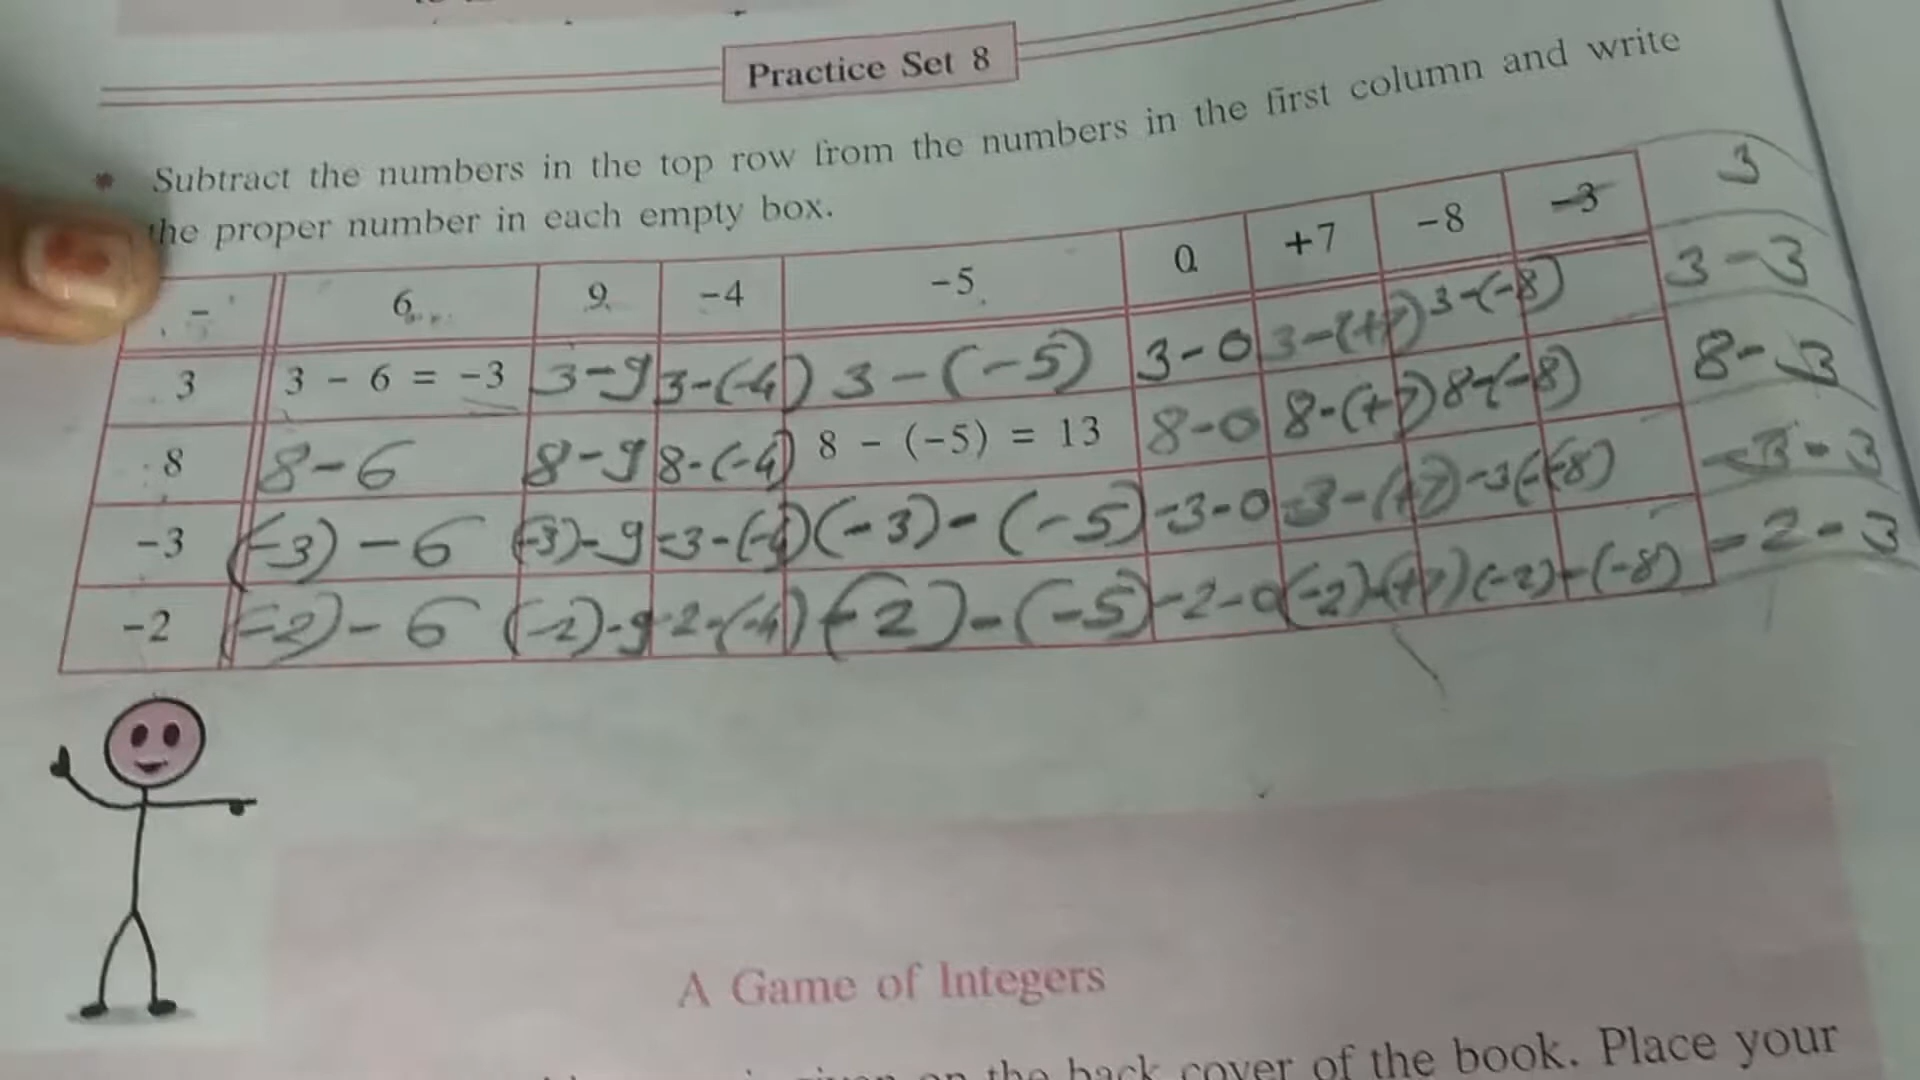 Practice Set 8
* Subtract the numbers in the top row from the numbers in the first column and write
the proper number in each empty box.
- 6 9 -4 -5 0 +7 -8 -3 3
3 3 - 6 = -3 3-9 3-(-4) 3-(-5) 3-0 3-(+7) 3-(-8) 3-3
8 8-6 8-9 8-(-4) 8 - (-5) = 13 8-0 8-(+7) 8-(-8) 8-3
-3 (-3)-6 (-3)-9 -3-(-4) (-3)-(-5) -3-0 -3-(+7) -3-(-8) -3-3
-2 (-2)-6 (-2)-9 -2-(-4) (-2)-(-5) -2-0 (-2)-(+7) (-2)-(-8) -2-3
A Game of Integers
on the back cover of the book. Place your